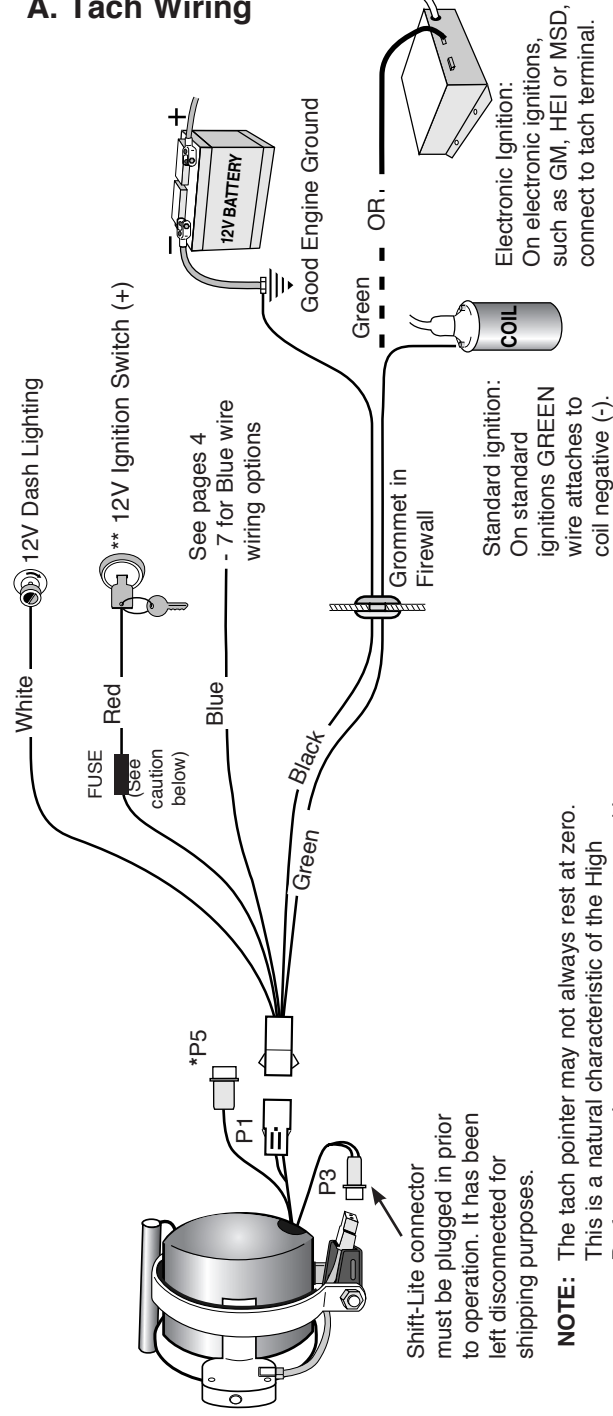 A. Tach Wiring
White
12V Dash Lighting
FUSE
(See
caution
below)
Red
** 12V Ignition Switch (+)
Blue
See pages 4
- 7 for Blue wire
wiring options
- +
12V BATTERY
Good Engine Ground
Black
Green
Grommet in
Firewall
Green
OR
COIL
Standard ignition:
On standard
ignitions GREEN
wire attaches to
coil negative (-).
Electronic Ignition:
On electronic ignitions,
such as GM, HEI or MSD,
connect to tach terminal.
*P5
P1
P3
Shift-Lite connector
must be plugged in prior
to operation. It has been
left disconnected for
shipping purposes.
NOTE: The tach pointer may not always rest at zero.
This is a natural characteristic of the High